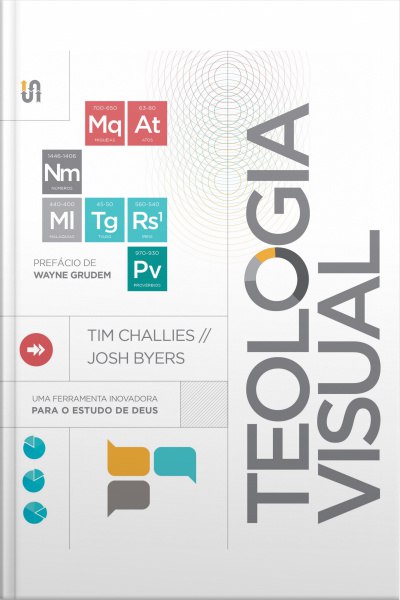 700-650
Mq
MIQUEIAS
63-80
At
ATOS
1446-1406
Nm
NÚMEROS
440-400
Ml
MALAQUIAS
45-50
Tg
TIAGO
560-540
Rs¹
REIS
970-930
Pv
PROVÉRBIOS
PREFÁCIO DE
WAYNE GRUDEM
TIM CHALLIES //
JOSH BYERS
UMA FERRAMENTA INOVADORA
PARA O ESTUDO DE DEUS
TEOLOGIA
VISUAL